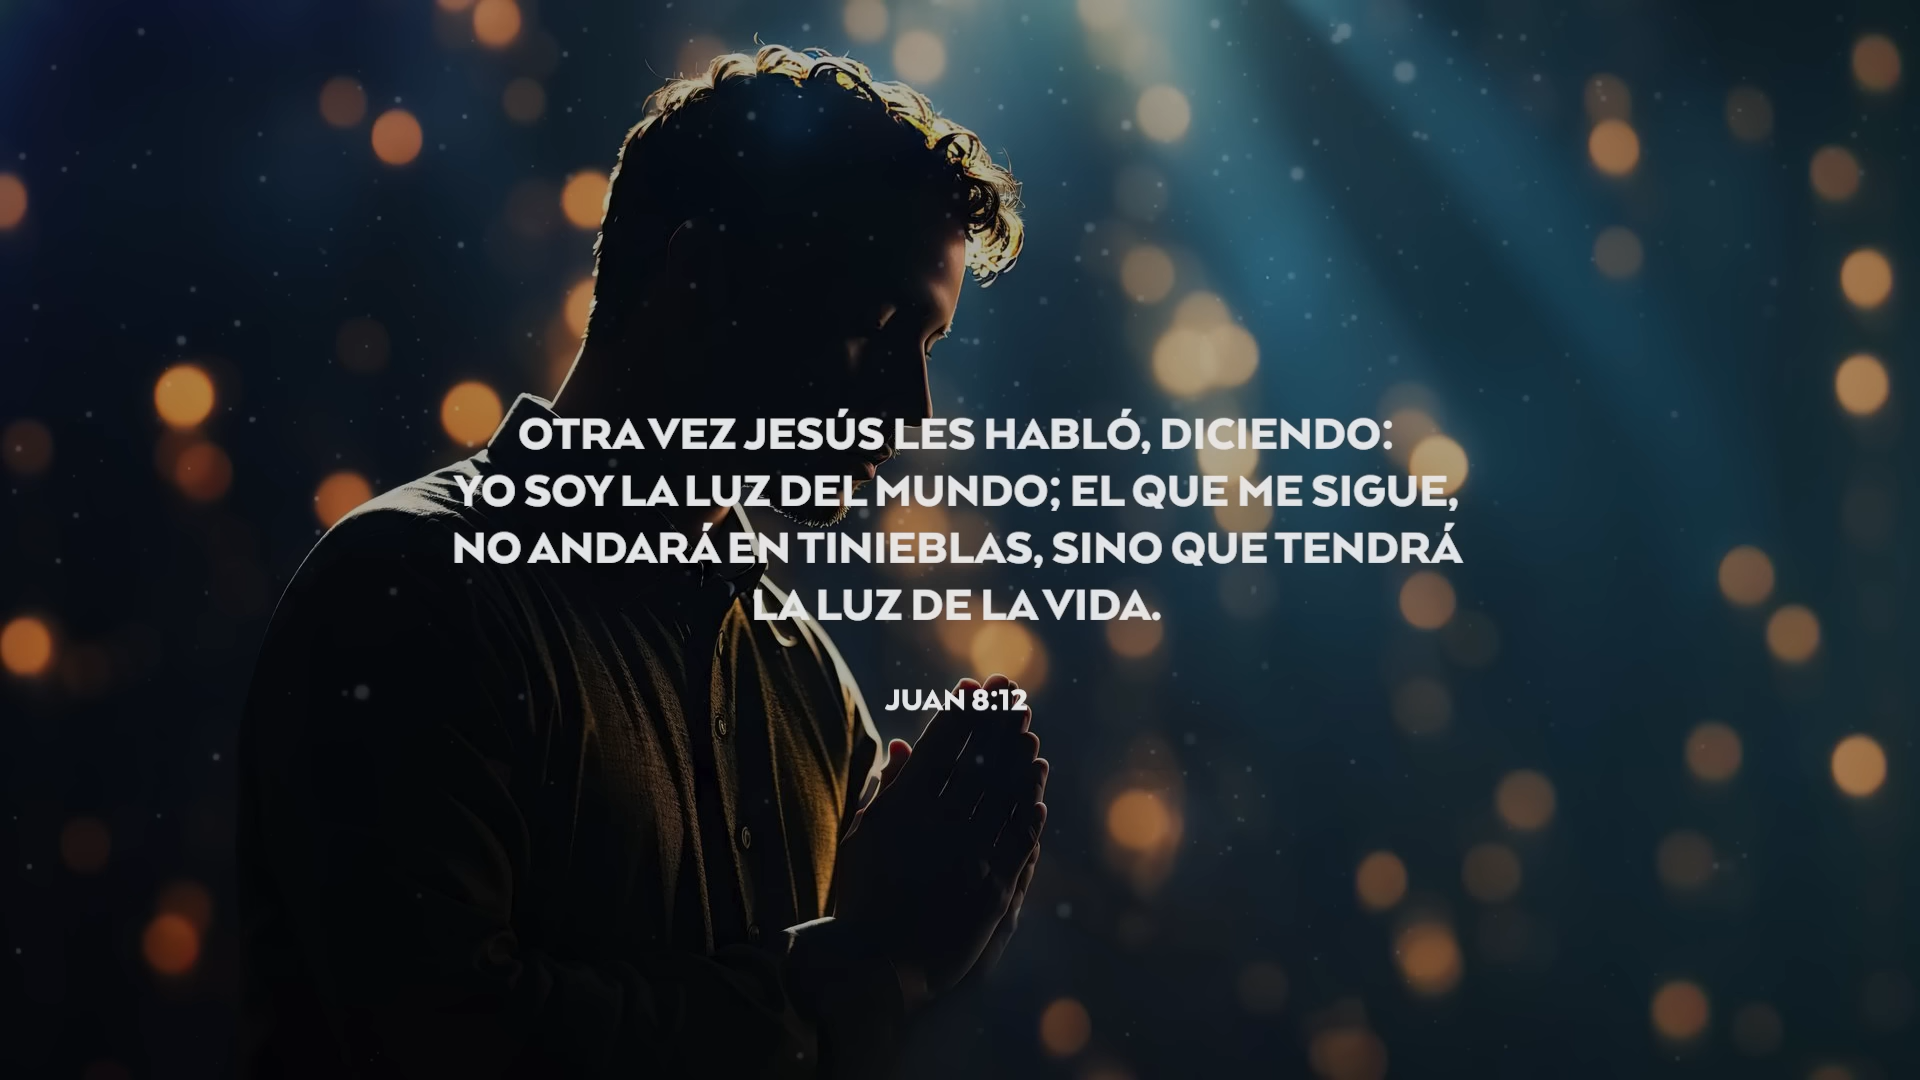 OTRA VEZ JESÚS LES HABLÓ, DICIENDO:
YO SOY LA LUZ DEL MUNDO; EL QUE ME SIGUE,
NO ANDARÁ EN TINIEBLAS, SINO QUE TENDRÁ
LA LUZ DE LA VIDA.
JUAN 8:12